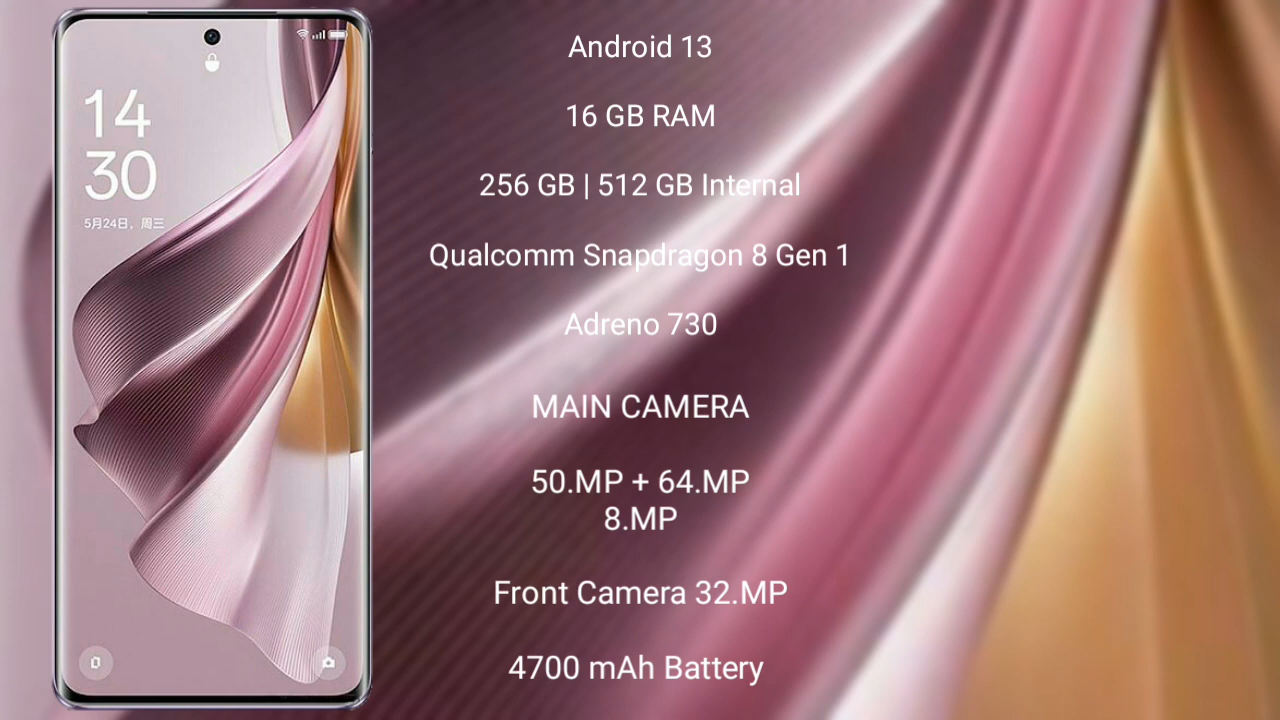 14
30
5月24日，周三
Android 13
16 GB RAM
256 GB | 512 GB Internal
Qualcomm Snapdragon 8 Gen 1
Adreno 730
MAIN CAMERA
50.MP + 64.MP
8.MP
Front Camera 32.MP
4700 mAh Battery